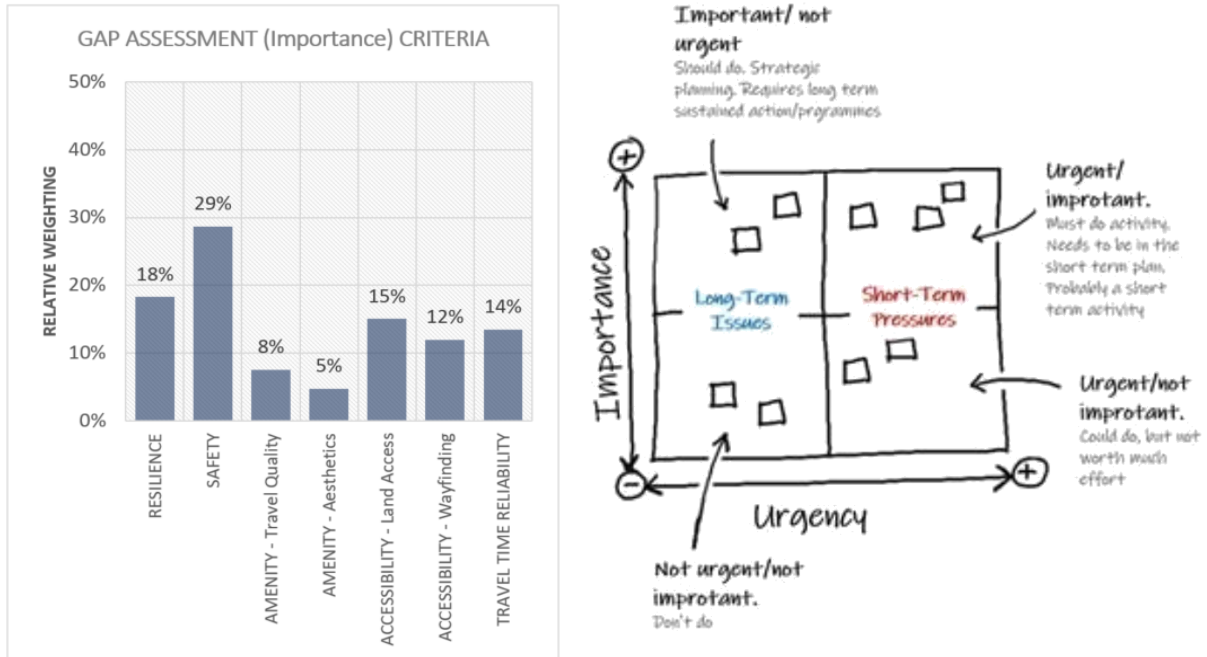 GAP ASSESSMENT (Importance) CRITERIA
RELATIVE WEIGHTING
50%
40%
30%
20%
10%
0%
18%
29%
8%
5%
15%
12%
14%
RESILIENCE
SAFETY
AMENITY - Travel Quality
AMENITY - Aesthetics
ACCESSIBILITY - Land Access
ACCESSIBILITY - Wayfinding
TRAVEL TIME RELIABILITY
Important/ not
urgent
Should do. Strategic
planning. Requires long term
sustained action/prgrammes
Urgent/
improtant.
Must do activity.
Needs to be in the
short term plan.
Probably a short
term activity
Importance
+
Long-Term
Issues
Short-Term
Pressures
Urgent/not
improtant.
Could do, but not
worth much
effort
−
+
Urgency
Not urgent/not
improtant.
Don't do